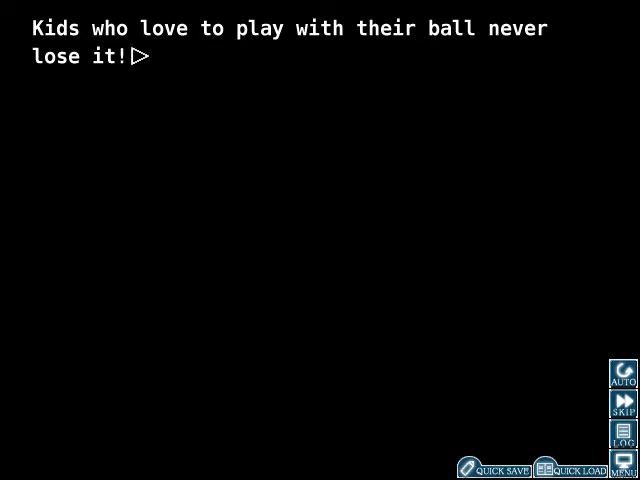 Kids who love to play with their ball never
lose it!
AUTO
SKIP
LOG
QUICK SAVE
QUICK LOAD
MENU